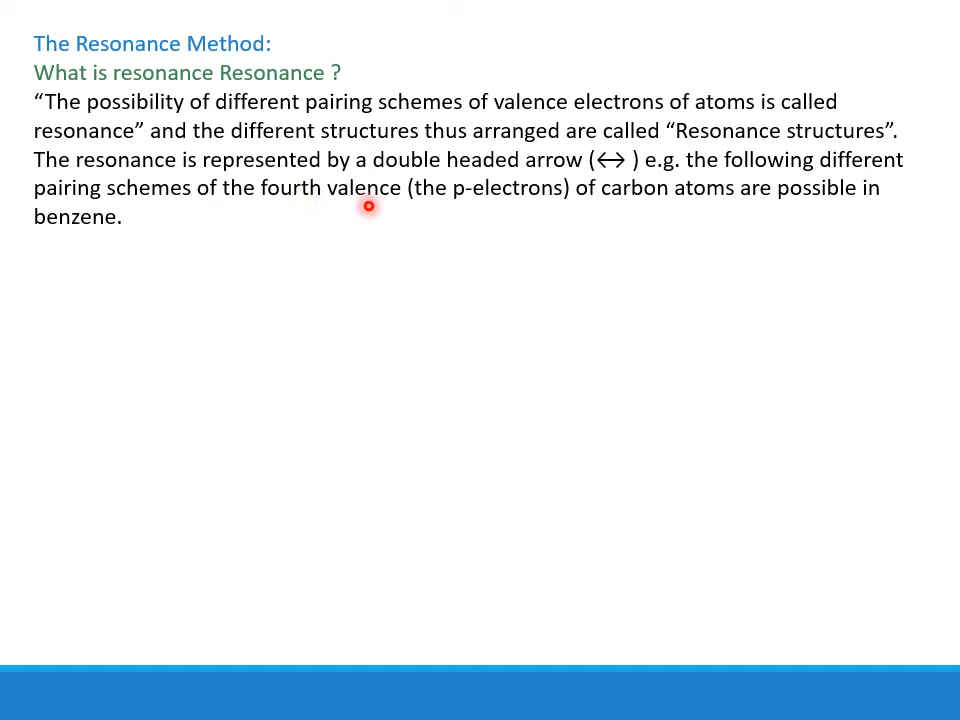 The Resonance Method:
What is resonance Resonance ?
“The possibility of different pairing schemes of valence electrons of atoms is called
resonance” and the different structures thus arranged are called “Resonance structures”.
The resonance is represented by a double headed arrow (↔ ) e.g. the following different
pairing schemes of the fourth valence (the p-electrons) of carbon atoms are possible in
benzene.